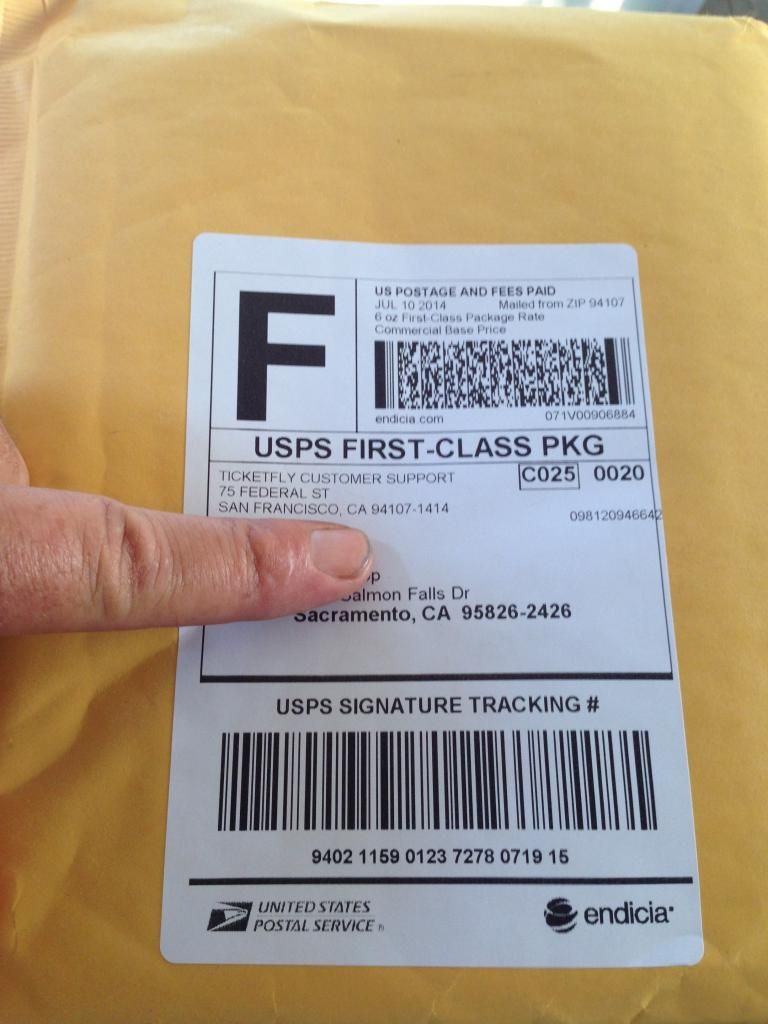 F
US POSTAGE AND FEES PAID
JUL 10 2014 Mailed from ZIP 94107
6 oz First-Class Package Rate
Commercial Base Price
endicia.com 071V00906884
USPS FIRST-CLASS PKG
TICKETFLY CUSTOMER SUPPORT C025 0020
75 FEDERAL ST
SAN FRANCISCO, CA 94107-1414
098120946642
Salmon Falls Dr
Sacramento, CA 95826-2426
USPS SIGNATURE TRACKING #
9402 1159 0123 7278 0719 15
UNITED STATES
POSTAL SERVICE
endicia